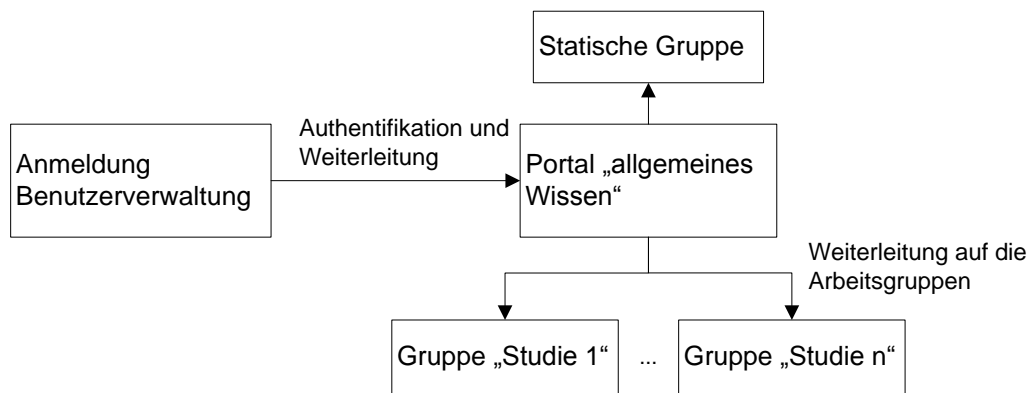 Statische Gruppe
Authentifikation und
Weiterleitung
Anmeldung
Benutzerverwaltung
Portal „allgemeines
Wissen“
Weiterleitung auf die
Arbeitsgruppen
Gruppe „Studie 1“
...
Gruppe „Studie n“